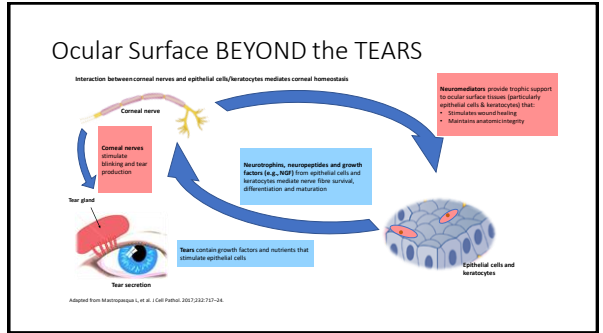 Ocular Surface BEYOND the TEARS
Interaction between corneal nerves and epithelial cells/keratocytes mediates corneal homeostasis
Corneal nerve
Neuromediators provide trophic support
to ocular surface tissues (particularly
epithelial cells & keratocytes) that:
• Stimulates wound healing
• Maintains anatomic integrity
Corneal nerves
stimulate
blinking and tear
production
Neurotrophins, neuropeptides and growth
factors (e.g., NGF) from epithelial cells and
keratocytes mediate nerve fibre survival,
differentiation and maturation
Tear gland
Tears contain growth factors and nutrients that
stimulate epithelial cells
Epithelial cells and
keratocytes
Tear secretion
Adapted from Mastropasqua L, et al. J Cell Pathol. 2017;232:717–24.